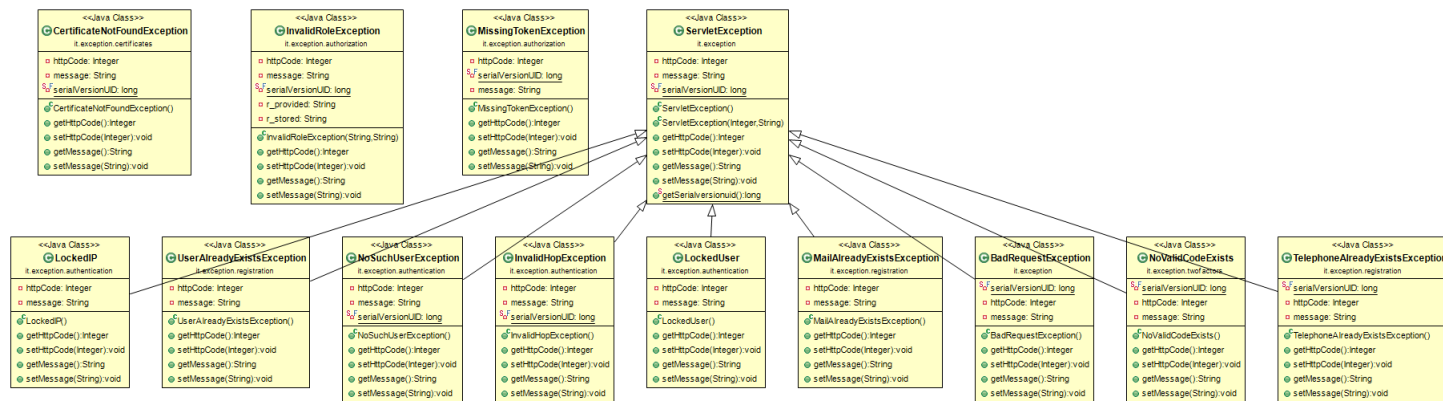 <<Java Class>>
CertificateNotFoundException
it.exception.certificates
httpCode: Integer
message: String
serialVersionUID: long
CertificateNotFoundException()
getHttpCode():Integer
setHttpCode(Integer):void
getMessage():String
setMessage(String):void
<<Java Class>>
InvalidRoleException
it.exception.authorization
httpCode: Integer
message: String
serialVersionUID: long
r_provided: String
r_stored: String
InvalidRoleException(String,String)
getHttpCode():Integer
setHttpCode(Integer):void
getMessage():String
setMessage(String):void
<<Java Class>>
MissingTokenException
it.exception.authorization
httpCode: Integer
serialVersionUID: long
message: String
MissingTokenException()
getHttpCode():Integer
setHttpCode(Integer):void
getMessage():String
setMessage(String):void
<<Java Class>>
ServletException
it.exception
httpCode: Integer
message: String
serialVersionUID: long
ServletException()
ServletException(Integer,String)
getHttpCode():Integer
setHttpCode(Integer):void
getMessage():String
setMessage(String):void
getSerialversionuid():long
<<Java Class>>
LockedIP
it.exception.authentication
httpCode: Integer
message: String
LockedIP()
getHttpCode():Integer
setHttpCode(Integer):void
getMessage():String
setMessage(String):void
<<Java Class>>
UserAlreadyExistsException
it.exception.registration
httpCode: Integer
message: String
UserAlreadyExistsException()
getHttpCode():Integer
setHttpCode(Integer):void
getMessage():String
setMessage(String):void
<<Java Class>>
NoSuchUserException
it.exception.authentication
httpCode: Integer
message: String
serialVersionUID: long
NoSuchUserException()
getHttpCode():Integer
setHttpCode(Integer):void
getMessage():String
setMessage(String):void
<<Java Class>>
InvalidHopException
it.exception.authentication
httpCode: Integer
message: String
serialVersionUID: long
InvalidHopException()
getHttpCode():Integer
setHttpCode(Integer):void
getMessage():String
setMessage(String):void
<<Java Class>>
LockedUser
it.exception.authentication
httpCode: Integer
message: String
LockedUser()
getHttpCode():Integer
setHttpCode(Integer):void
getMessage():String
setMessage(String):void
<<Java Class>>
MailAlreadyExistsException
it.exception.registration
httpCode: Integer
message: String
MailAlreadyExistsException()
getHttpCode():Integer
setHttpCode(Integer):void
getMessage():String
setMessage(String):void
<<Java Class>>
BadRequestException
it.exception
serialVersionUID: long
httpCode: Integer
message: String
BadRequestException()
getHttpCode():Integer
setHttpCode(Integer):void
getMessage():String
setMessage(String):void
<<Java Class>>
NoValidCodeExists
it.exception.twofactors
serialVersionUID: long
httpCode: Integer
message: String
NoValidCodeExists()
getHttpCode():Integer
setHttpCode(Integer):void
getMessage():String
setMessage(String):void
<<Java Class>>
TelephoneAlreadyExistsException
it.exception.registration
serialVersionUID: long
httpCode: Integer
message: String
TelephoneAlreadyExistsException()
getHttpCode():Integer
setHttpCode(Integer):void
getMessage():String
setMessage(String):void